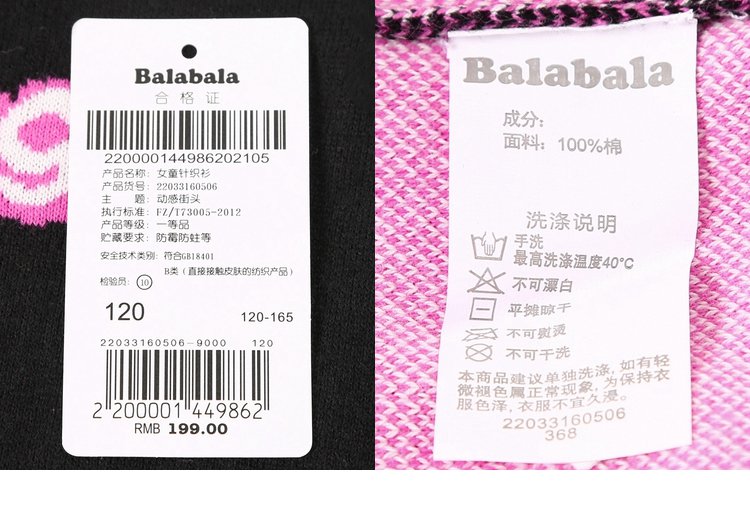 Balabala
合格证
220000144986202105
产品名称: 女童针织衫
产品货号: 22033160506
主 题: 动感街头
执行标准: FZ/T73005-2012
产品等级: 一等品
贮藏要求: 防霉防蛀等
安全技术类别: 符合GB18401
B类（直接接触皮肤的纺织产品）
检验员: 10
120 120-165
22033160506-9000 120
2 200001 449862
RMB 199.00
Balabala
成分:
面料: 100%棉
洗涤说明
手洗
最高洗涤温度40℃
不可漂白
平摊晾干
不可熨烫
不可干洗
本商品建议单独洗涤, 如有轻
微褪色属正常现象, 为保持衣
服色泽, 衣服不宜久浸。
22033160506
368